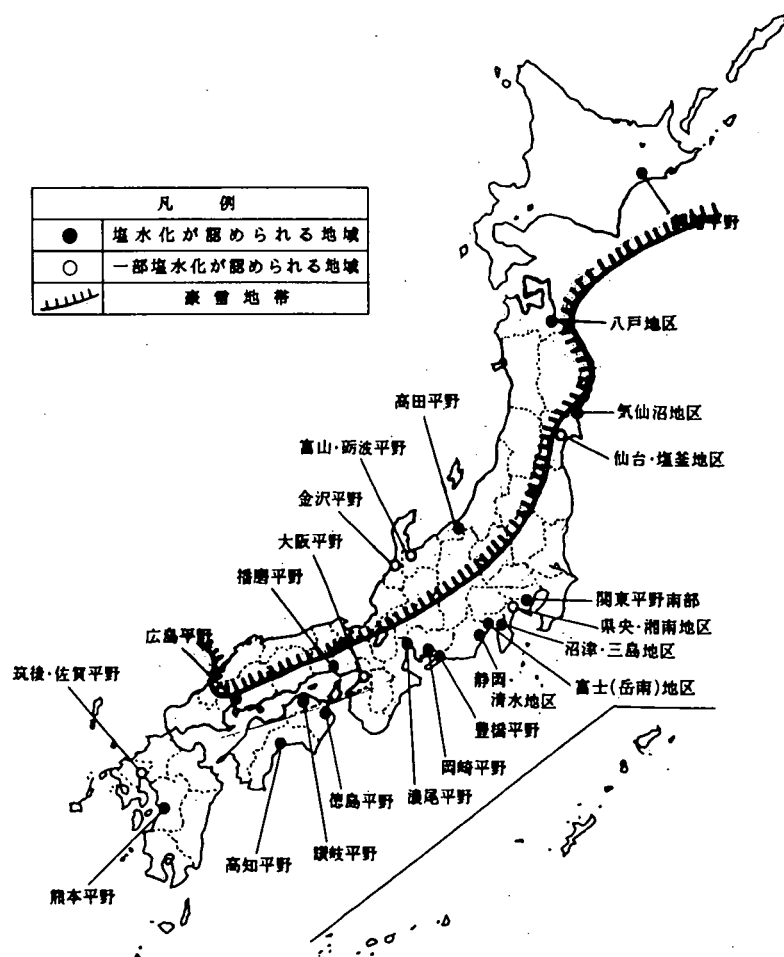 凡例
塩水化が認められる地域
一部塩水化が認められる地域
豪雪地帯
平野
八戸地区
気仙沼地区
仙台・塩釜地区
高田平野
富山・砺波平野
金沢平野
大阪平野
播磨平野
広島平野
筑後・佐賀平野
関東平野南部
県央・湘南地区
沼津・三島地区
富士(岳南)地区
静岡・
清水地区
豊橋平野
岡崎平野
濃尾平野
徳島平野
讃岐平野
高知平野
熊本平野